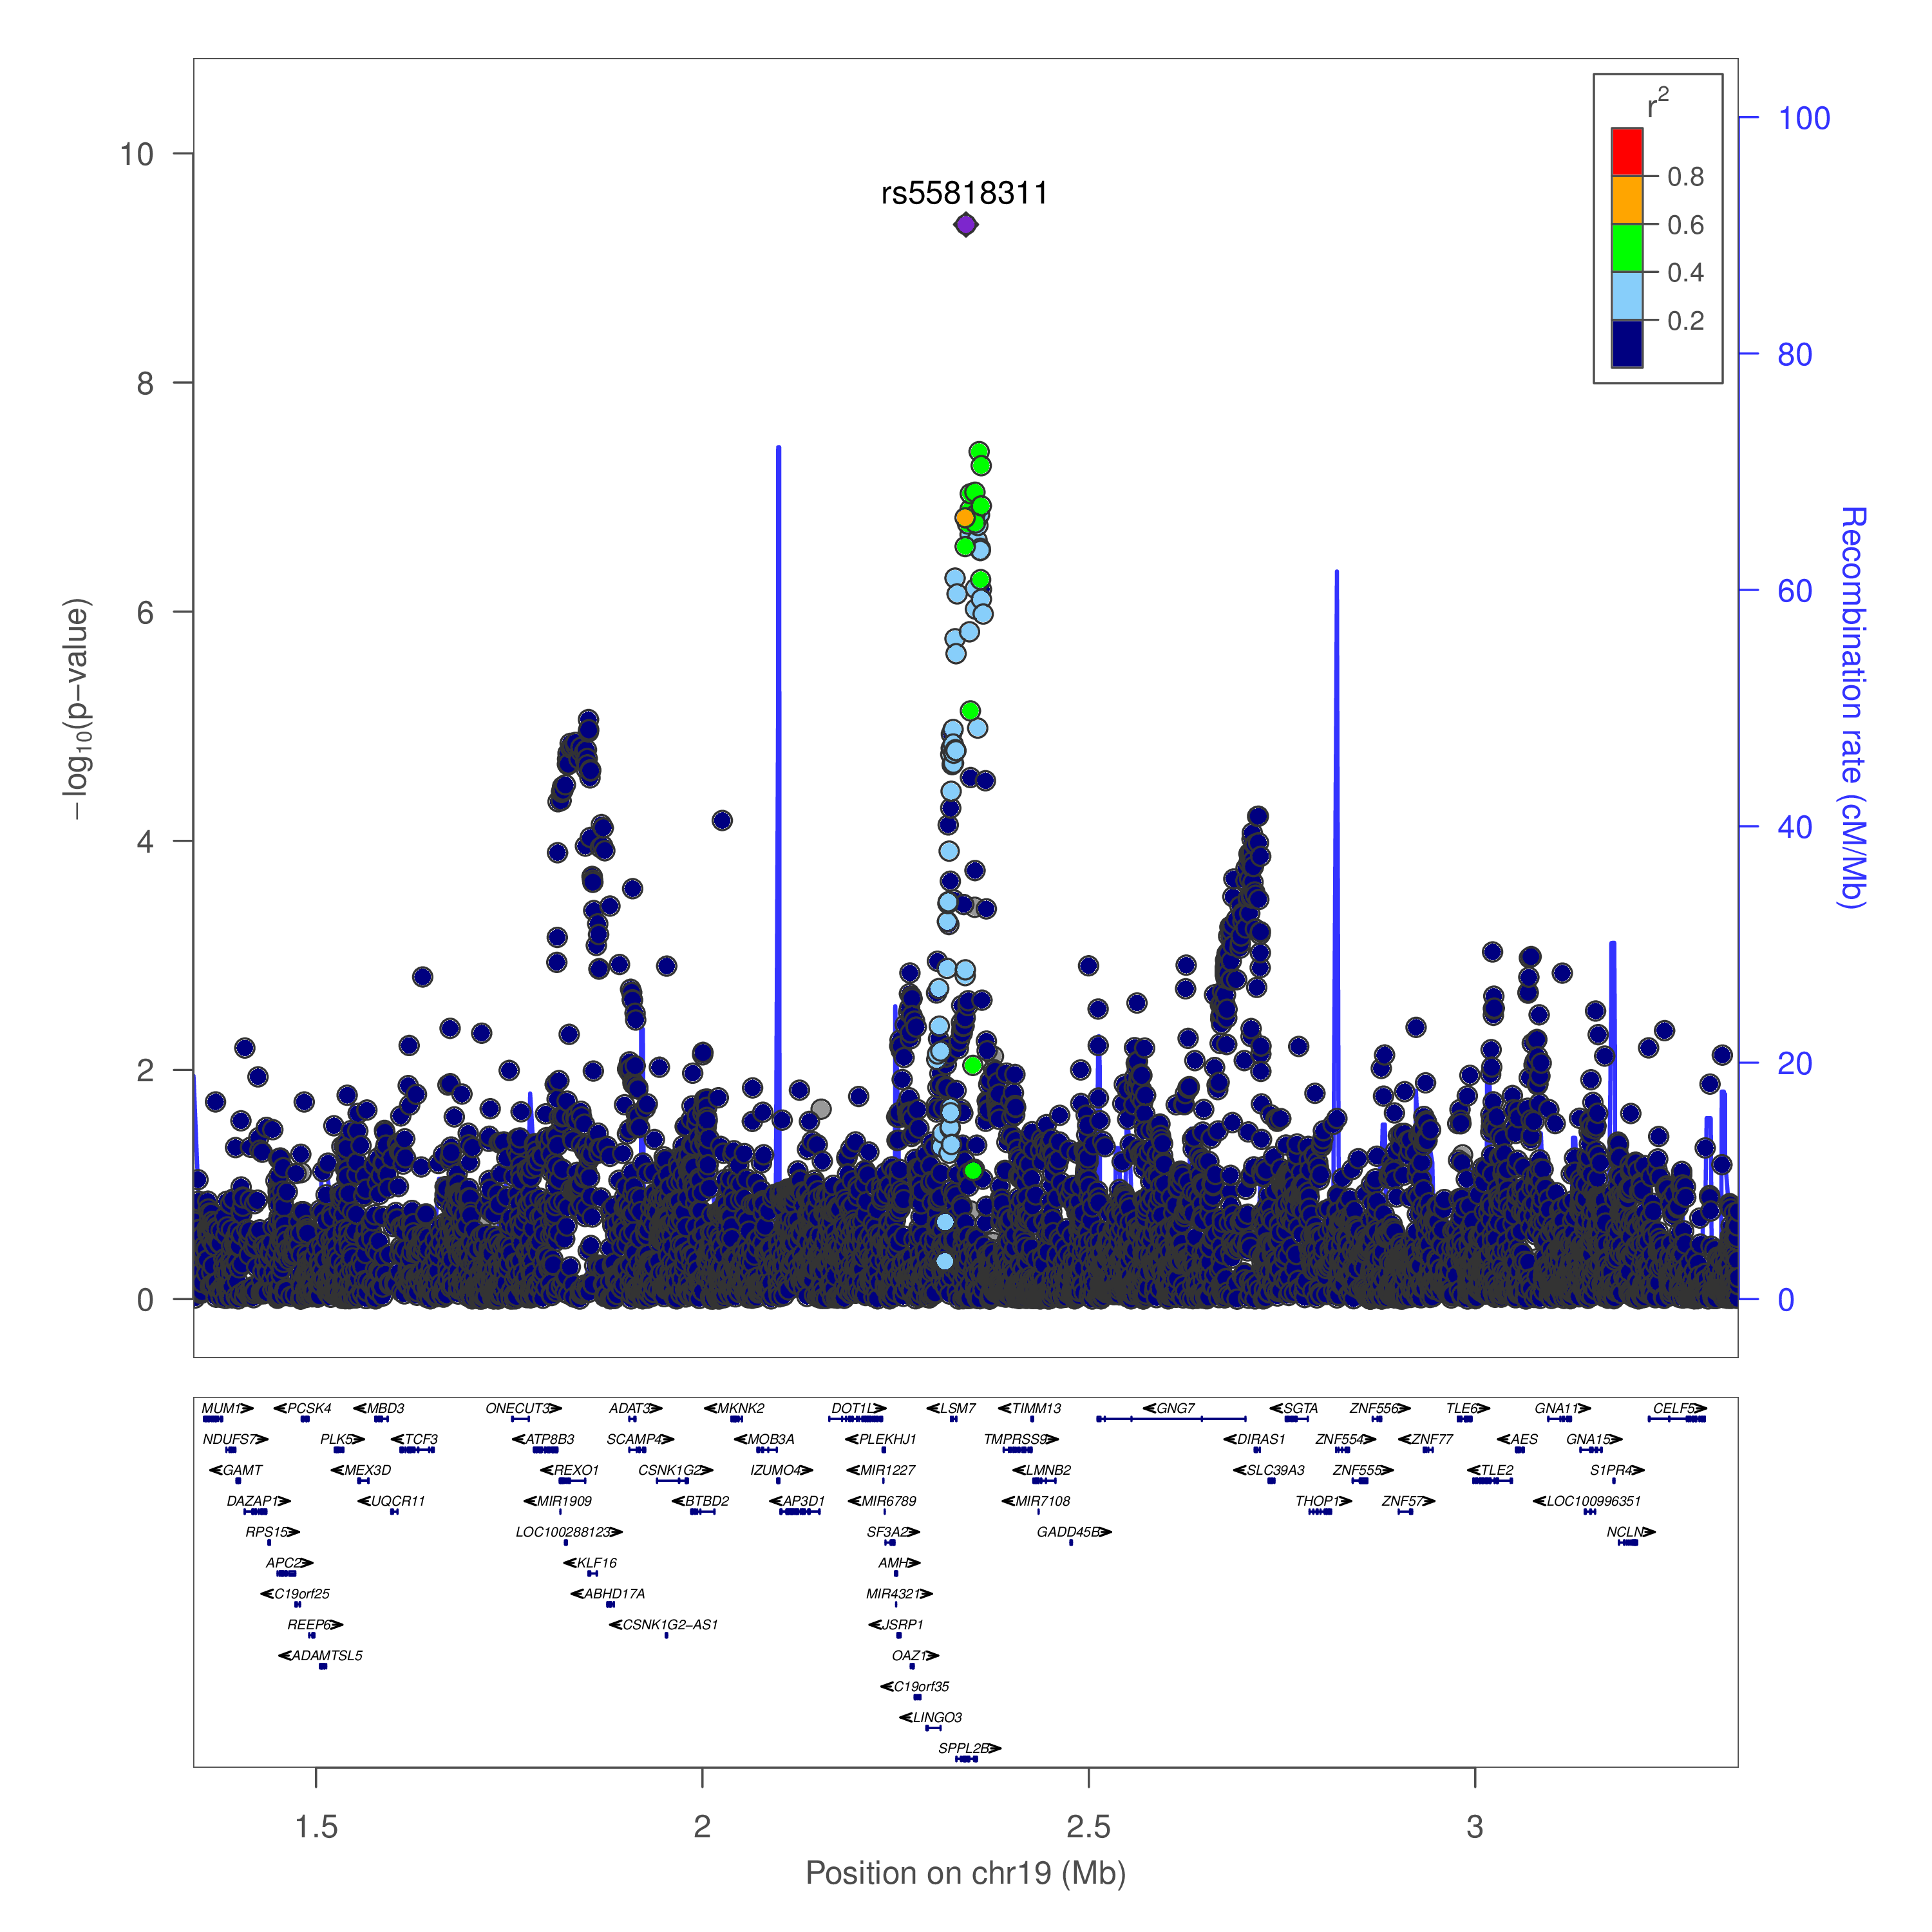 rs55818311
r2
0.8
0.6
0.4
0.2
10
8
6
4
2
0
−log10(p−value)
100
80
60
40
20
0
Recombination rate (cM/Mb)
MUM1 PCSK4 MBD3 ONECUT3 ADAT3 MKNK2 DOT1L LSM7 TIMM13 GNG7 SGTA ZNF556 TLE6 GNA11 CELF5
NDUFS7 PLK5 TCF3 ATP8B3 SCAMP4 MOB3A PLEKHJ1 TMPRSS9 DIRAS1 ZNF554 ZNF77 AES GNA15
GAMT MEX3D REXO1 CSNK1G2 IZUMO4 MIR1227 LMNB2 SLC39A3 ZNF555 TLE2 S1PR4
DAZAP1 UQCR11 MIR1909 BTBD2 AP3D1 MIR6789 MIR7108 THOP1 ZNF57 LOC100996351
RPS15 LOC100288123 SF3A2 GADD45B NCLN
APC2 KLF16 AMH
C19orf25 ABHD17A MIR4321
REEP6 CSNK1G2−AS1 JSRP1
ADAMTSL5 OAZ1
C19orf35
LINGO3
SPPL2B
1.5 2 2.5 3
Position on chr19 (Mb)